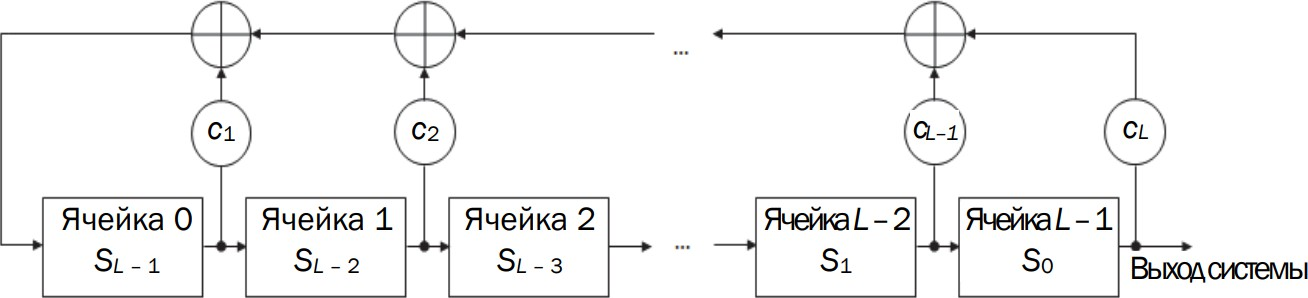 ...
c1 c2 cL–1 cL
Ячейка 0 Ячейка 1 Ячейка 2 Ячейка L – 2 Ячейка L – 1
SL – 1 SL – 2 SL – 3 ... S1 S0
Выход системы